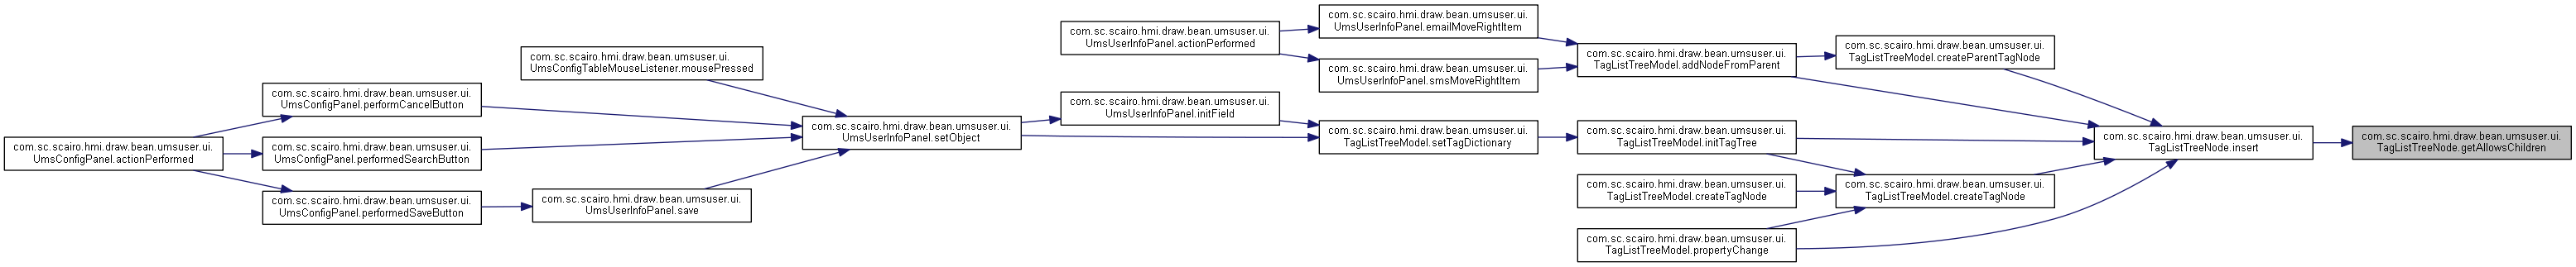 com.sc.scairo.hmi.draw.bean.umsuser.ui.
UmsConfigPanel.actionPerformed
com.sc.scairo.hmi.draw.bean.umsuser.ui.
UmsConfigPanel.performCancelButton
com.sc.scairo.hmi.draw.bean.umsuser.ui.
UmsConfigPanel.performedSearchButton
com.sc.scairo.hmi.draw.bean.umsuser.ui.
UmsConfigPanel.performedSaveButton
com.sc.scairo.hmi.draw.bean.umsuser.ui.
UmsConfigTableMouseListener.mousePressed
com.sc.scairo.hmi.draw.bean.umsuser.ui.
UmsUserInfoPanel.save
com.sc.scairo.hmi.draw.bean.umsuser.ui.
UmsUserInfoPanel.setObject
com.sc.scairo.hmi.draw.bean.umsuser.ui.
UmsUserInfoPanel.actionPerformed
com.sc.scairo.hmi.draw.bean.umsuser.ui.
UmsUserInfoPanel.initField
com.sc.scairo.hmi.draw.bean.umsuser.ui.
UmsUserInfoPanel.emailMoveRightItem
com.sc.scairo.hmi.draw.bean.umsuser.ui.
UmsUserInfoPanel.smsMoveRightItem
com.sc.scairo.hmi.draw.bean.umsuser.ui.
TagListTreeModel.setTagDictionary
com.sc.scairo.hmi.draw.bean.umsuser.ui.
TagListTreeModel.addNodeFromParent
com.sc.scairo.hmi.draw.bean.umsuser.ui.
TagListTreeModel.initTagTree
com.sc.scairo.hmi.draw.bean.umsuser.ui.
TagListTreeModel.createTagNode
com.sc.scairo.hmi.draw.bean.umsuser.ui.
TagListTreeModel.propertyChange
com.sc.scairo.hmi.draw.bean.umsuser.ui.
TagListTreeModel.createParentTagNode
com.sc.scairo.hmi.draw.bean.umsuser.ui.
TagListTreeModel.createTagNode
com.sc.scairo.hmi.draw.bean.umsuser.ui.
TagListTreeNode.insert
com.sc.scairo.hmi.draw.bean.umsuser.ui.
TagListTreeNode.getAllowsChildren